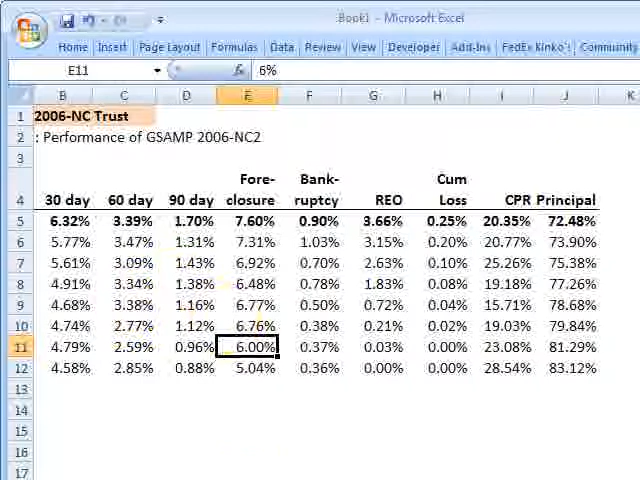 Book1 - Microsoft Excel
Home Insert Page Layout Formulas Data Review View Developer Add-Ins FedEx Kinko's Community
E11 fx 6%
B C D E F G H I J K
1 2006-NC Trust
2 : Performance of GSAMP 2006-NC2
3
Fore- Bank- Cum
4 30 day 60 day 90 day closure ruptcy REO Loss CPR Principal
5 6.32% 3.39% 1.70% 7.60% 0.90% 3.66% 0.25% 20.35% 72.48%
6 5.77% 3.47% 1.31% 7.31% 1.03% 3.15% 0.20% 20.77% 73.90%
7 5.61% 3.09% 1.43% 6.92% 0.70% 2.63% 0.10% 25.26% 75.38%
8 4.91% 3.34% 1.38% 6.48% 0.78% 1.83% 0.08% 19.18% 77.26%
9 4.68% 3.38% 1.16% 6.77% 0.50% 0.72% 0.04% 15.71% 78.68%
10 4.74% 2.77% 1.12% 6.76% 0.38% 0.21% 0.02% 19.03% 79.84%
11 4.79% 2.59% 0.96% 6.00% 0.37% 0.03% 0.00% 23.08% 81.29%
12 4.58% 2.85% 0.88% 5.04% 0.36% 0.00% 0.00% 28.54% 83.12%
13
14
15
16
17